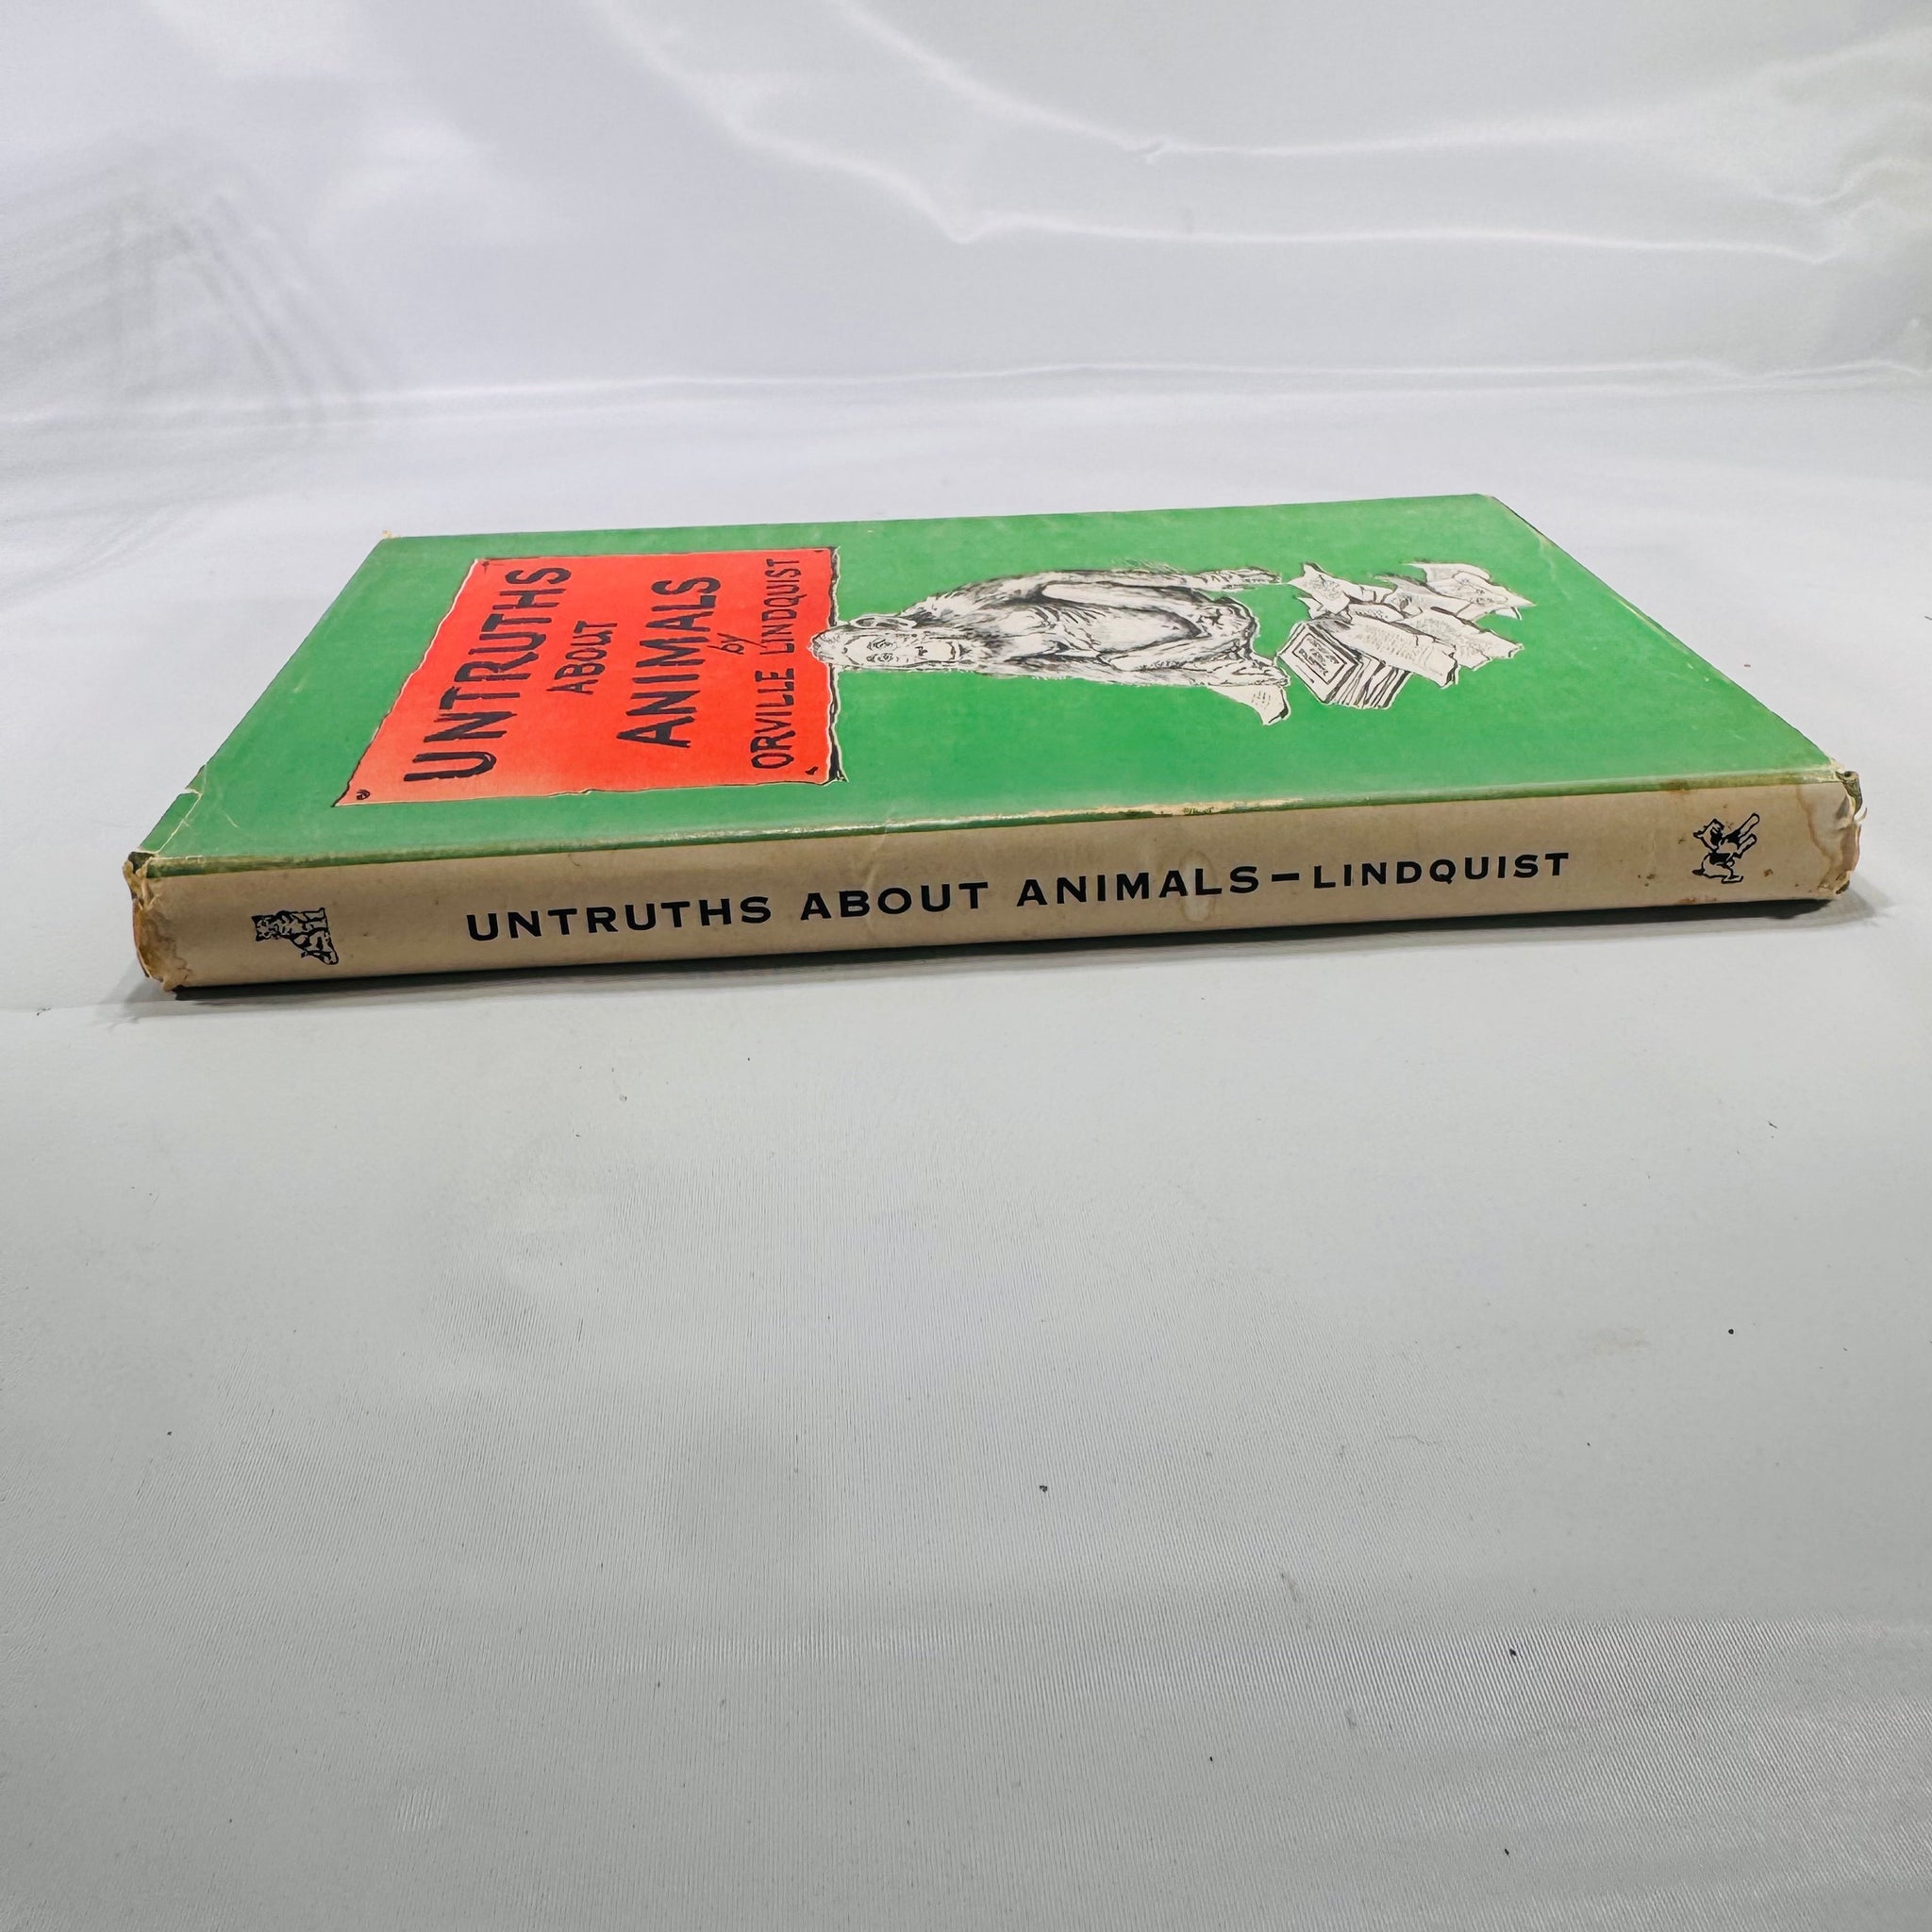 UNTRUTHS
ABOUT
ANIMALS
by
ORVILLE LINDQUIST
UNTRUTHS ABOUT ANIMALS—LINDQUIST